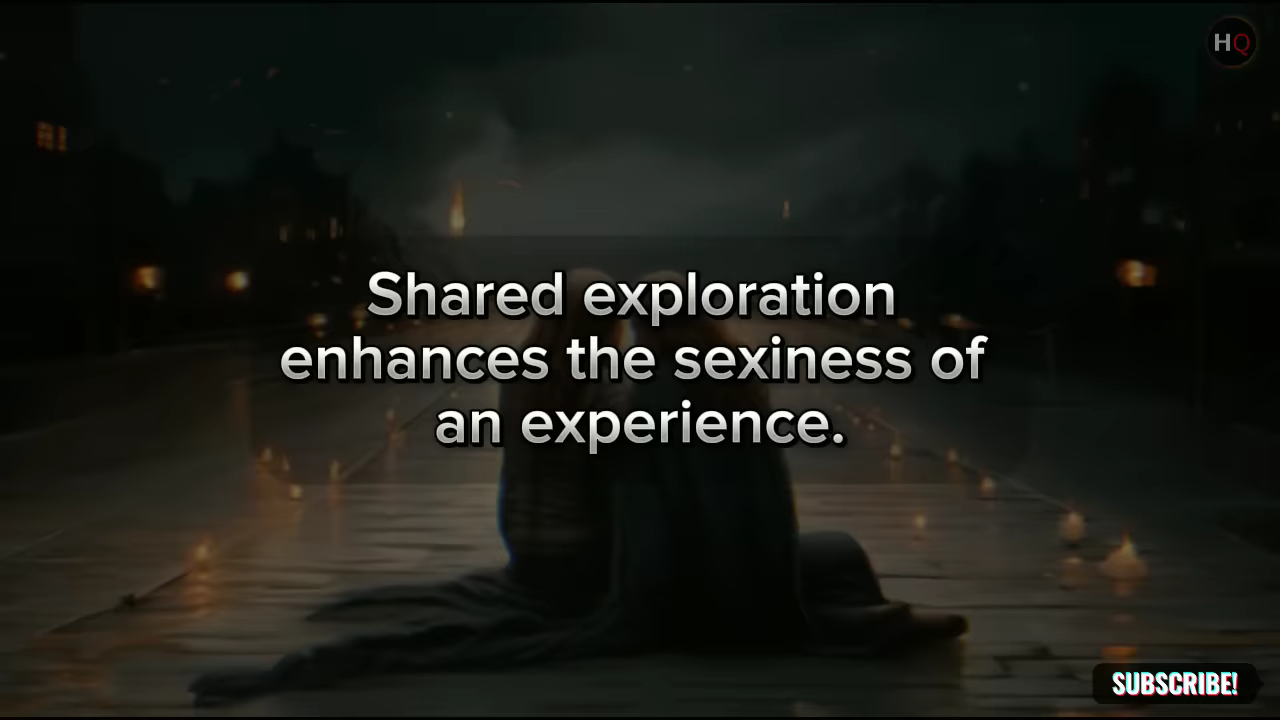 HQ
Shared exploration
enhances the sexiness of
an experience.
SUBSCRIBE!